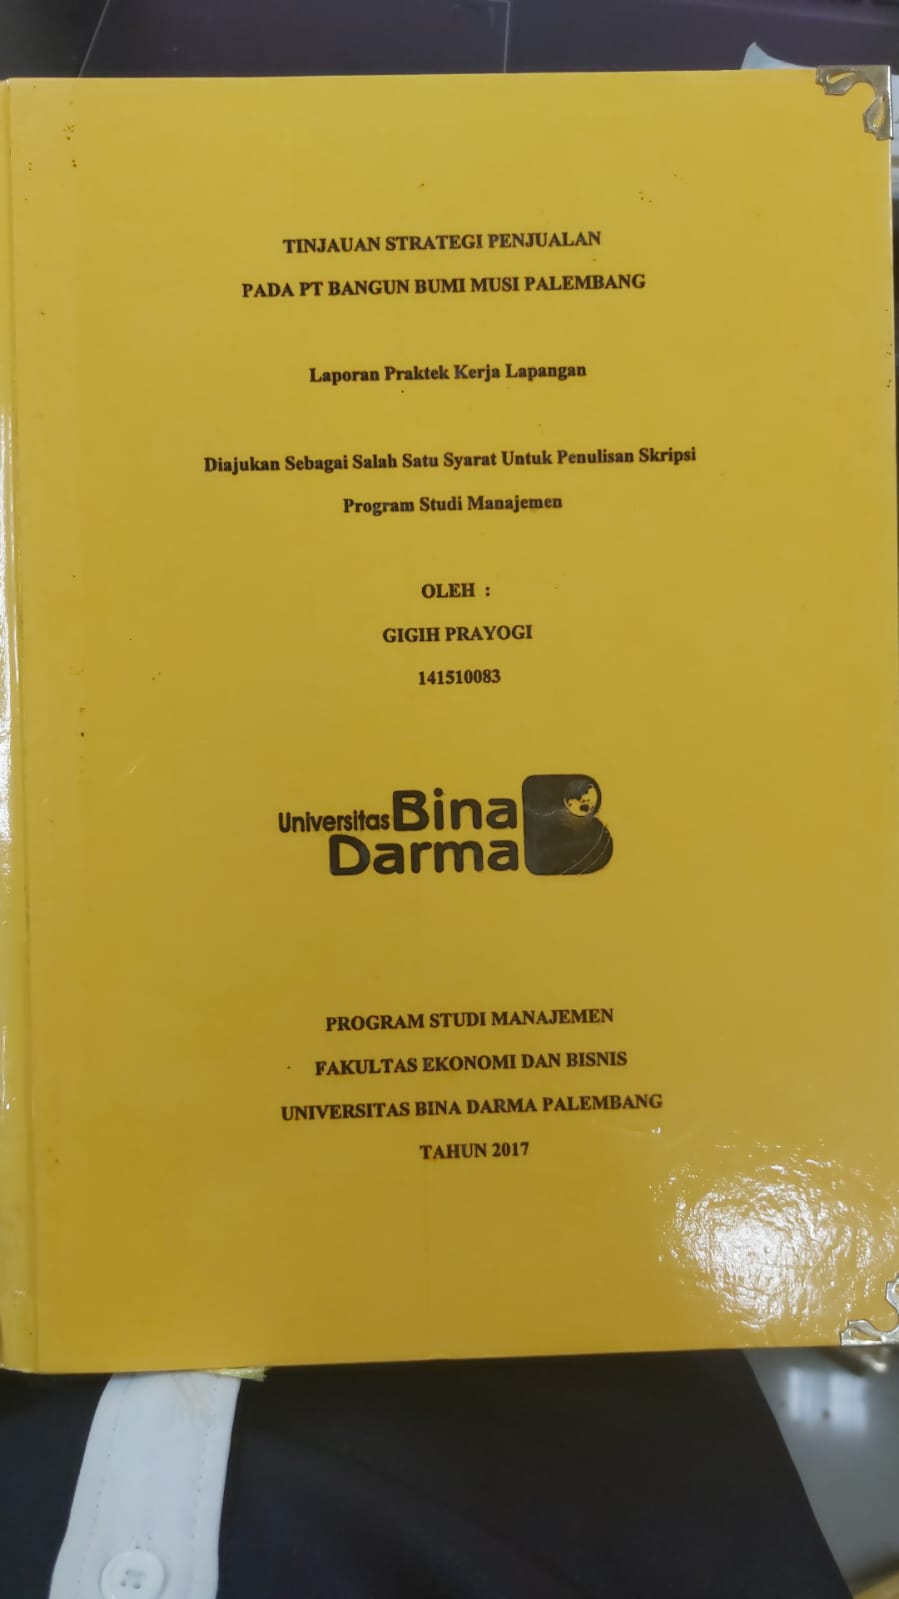 TINJAUAN STRATEGI PENJUALAN
PADA PT BANGUN BUMI MUSI PALEMBANG
Laporan Praktek Kerja Lapangan
Diajukan Sebagai Salah Satu Syarat Untuk Penulisan Skripsi
Program Studi Manajemen
OLEH :
GIGIH PRAYOGI
141510083
Universitas Bina
Darma
PROGRAM STUDI MANAJEMEN
FAKULTAS EKONOMI DAN BISNIS
UNIVERSITAS BINA DARMA PALEMBANG
TAHUN 2017